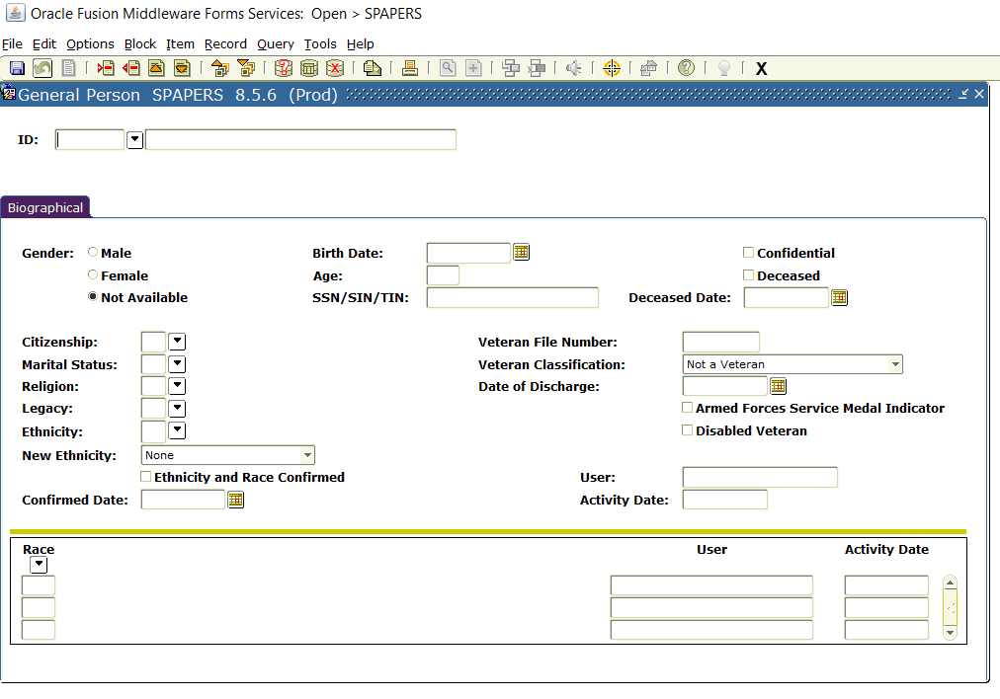 Oracle Fusion Middleware Forms Services:  Open > SPAPERS
File Edit Options Block Item Record Query Tools Help
General Person  SPAPERS  8.5.6  (Prod)
ID:
Biographical
Gender: Male Birth Date: Confidential
Female Age: Deceased
Not Available SSN/SIN/TIN: Deceased Date:
Citizenship: Veteran File Number:
Marital Status: Veteran Classification: Not a Veteran
Religion: Date of Discharge:
Legacy: Armed Forces Service Medal Indicator
Ethnicity: Disabled Veteran
New Ethnicity: None
Ethnicity and Race Confirmed User:
Confirmed Date: Activity Date:
Race User Activity Date